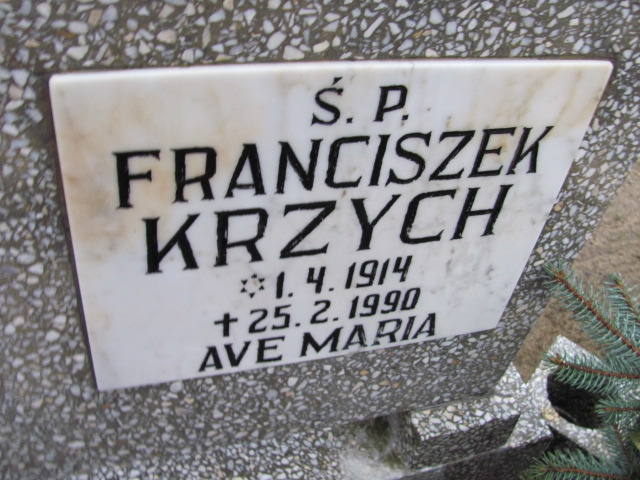 Ś. P.
FRANCISZEK
KRZYCH
✡ 1. 4. 1914
+ 25. 2. 1990
AVE MARIA